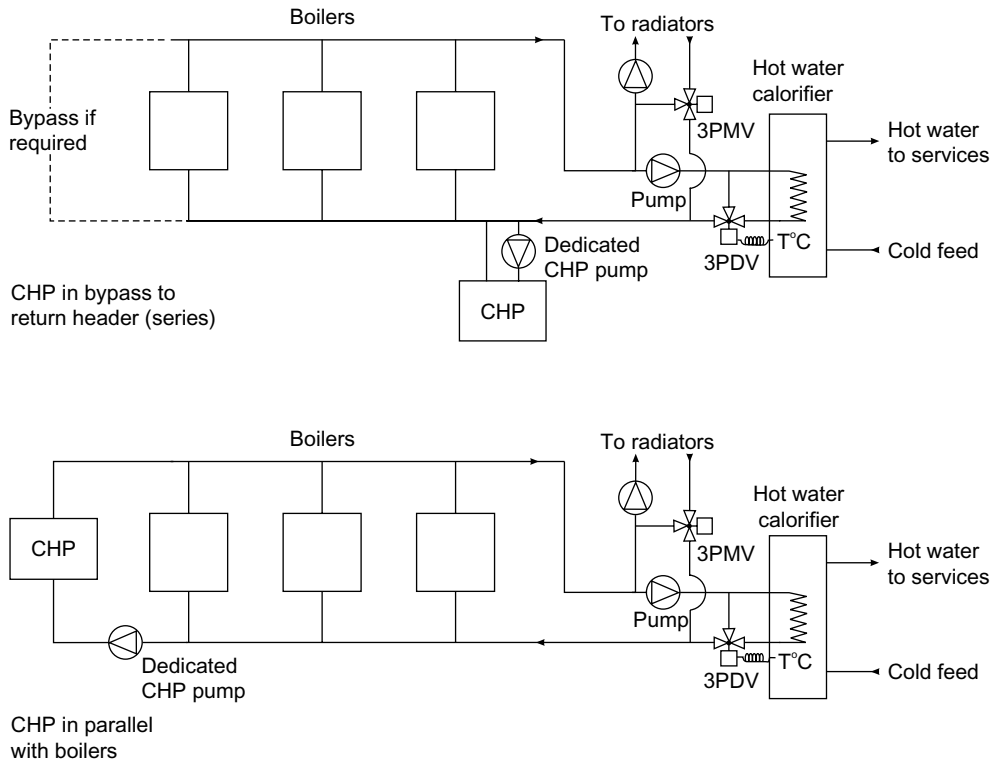 Boilers
To radiators
Hot water
calorifier
Bypass if
required
3PMV
Hot water
to services
Pump
Dedicated
CHP pump
3PDV
T°C
Cold feed
CHP
CHP in bypass to
return header (series)
Boilers
To radiators
Hot water
calorifier
CHP
3PMV
Hot water
to services
Pump
Dedicated
CHP pump
3PDV
T°C
Cold feed
CHP in parallel
with boilers